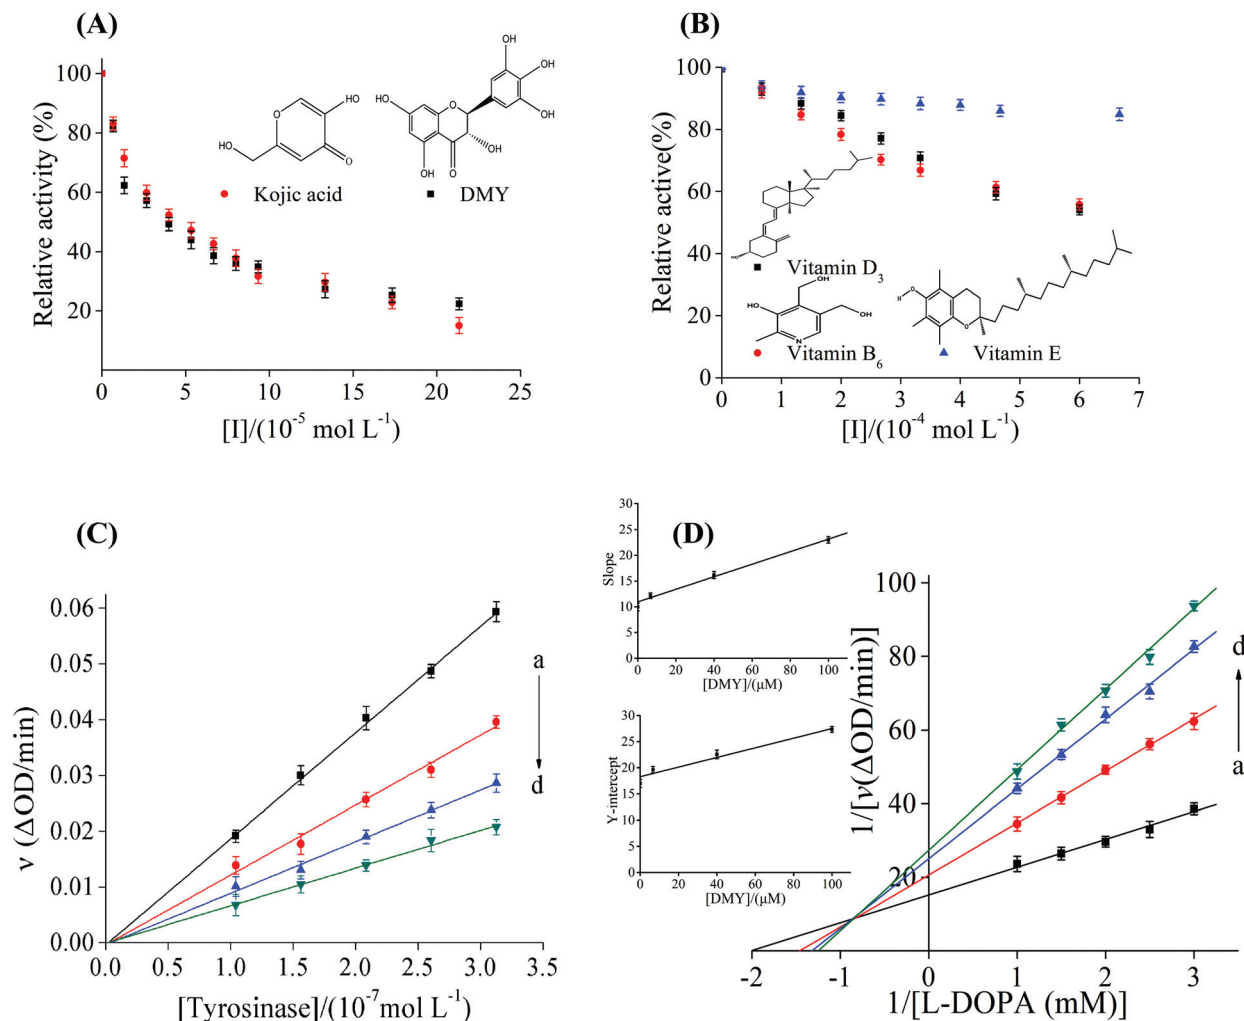 (A)
100
80
60
40
20
0
5
10
15
20
25
Relative activity (%)
[I]/(10⁻⁵ mol L⁻¹)
HO
HO
O
O
OH
OH
OH
HO
O
O
OH
OH
Kojic acid
DMY
(B)
100
80
60
40
20
0
0
1
2
3
4
5
6
7
Relative active(%)
[I]/(10⁻⁴ mol L⁻¹)
HO
Vitamin D₃
OH
HO
OH
N
Vitamin B₆
H
O
O
Vitamin E
(C)
0.06
0.05
0.04
0.03
0.02
0.01
0.00
0.0
0.5
1.0
1.5
2.0
2.5
3.0
3.5
ν (ΔOD/min)
[Tyrosinase]/(10⁻⁷mol L⁻¹)
a
d
(D)
30
25
20
15
10
5
0
0
20
40
60
80
100
Slope
[DMY]/(μM)
30
25
20
15
10
5
0
0
20
40
60
80
100
Y-intercept
[DMY]/(μM)
100
80
60
40
20
-2
-1
0
1
2
3
1/[ν(ΔOD/min)]
1/[L-DOPA (mM)]
d
a